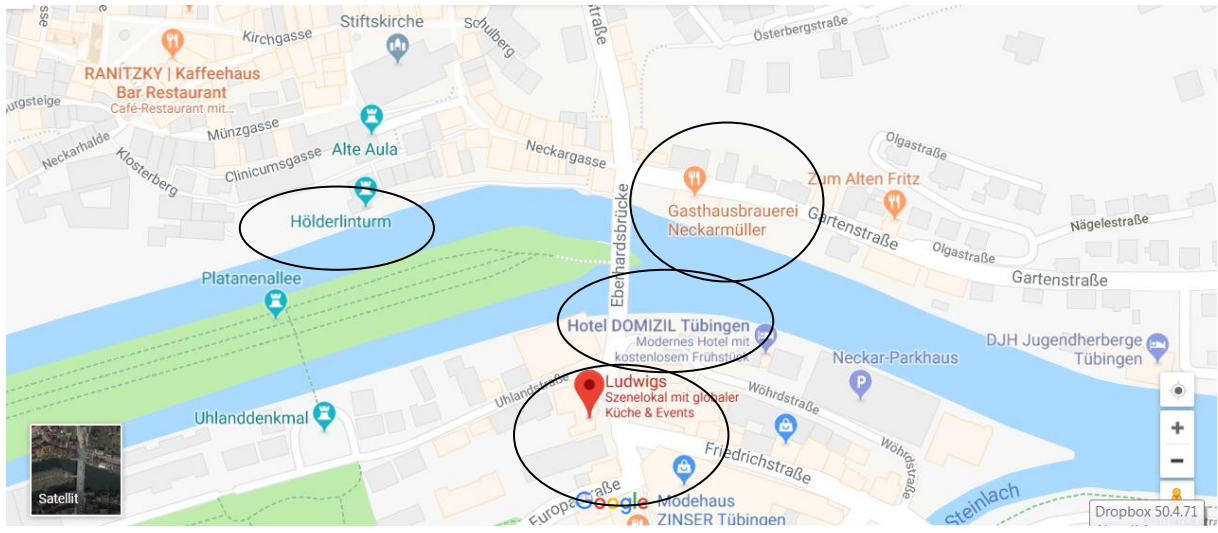 Stiftskirche
Schulberg
Kirchgasse
Österbergstraße
RANITZKY | Kaffeehaus
Bar Restaurant
Café-Restaurant mit...
urgsteige
Münzgasse
Alte Aula
Neckarhalde
Klosterberg
Clinicumsgasse
Neckargasse
Olgastraße
Zum Alten Fritz
Hölderlinturm
Gasthausbrauerei
Neckarmüller
Gartenstraße
Nägelestraße
Olgastraße
Eberhardsbrücke
Platanenallee
Gartenstraße
Hotel DOMIZIL Tübingen
Modernes Hotel mit
kostenlosem Frühstück
DJH Jugendherberge
Tübingen
Neckar-Parkhaus
Ludwigs
Szenelokal mit globaler
Küche & Events
Uhlandstraße
Wöhrdstraße
Uhlanddenkmal
Friedrichstraße
Wöhrdstraße
Satellit
Europastraße
Google
Modehaus
ZINSER Tübingen
Steinlach
Dropbox 50.4.71